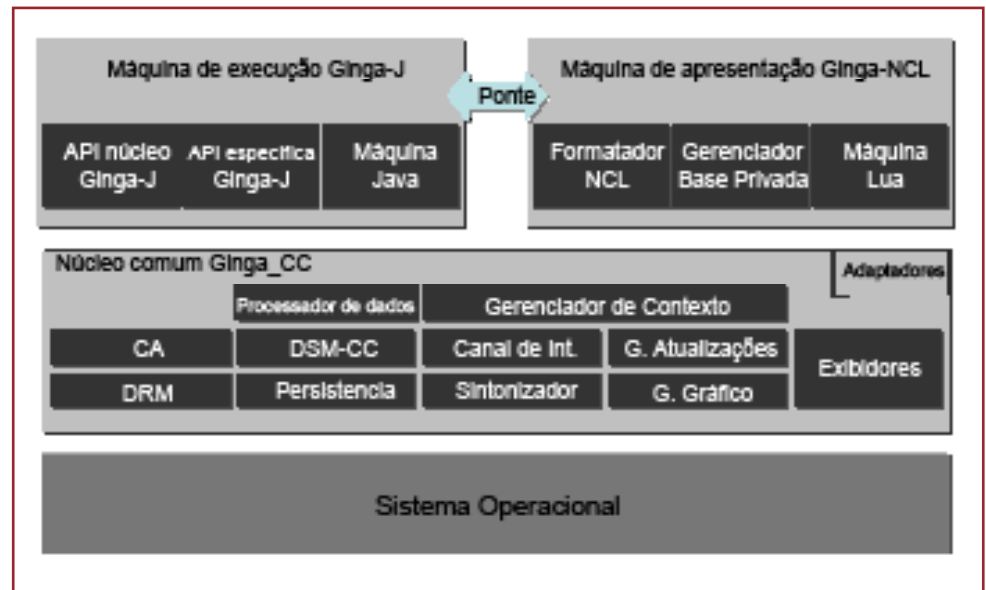 Máquina de execução Ginga-J
Ponte
Máquina de apresentação Ginga-NCL
API núcleo
Ginga-J
API especifica
Ginga-J
Máquina
Java
Formatador
NCL
Gerenciador
Base Privada
Máquina
Lua
Núcleo comum Ginga_CC
Adaptadores
Processador de dados
Gerenciador de Contexto
CA
DSM-CC
Canal de Int.
G. Atualizações
Exibidores
DRM
Persistencia
Sintonizador
G. Gráfico
Sistema Operacional